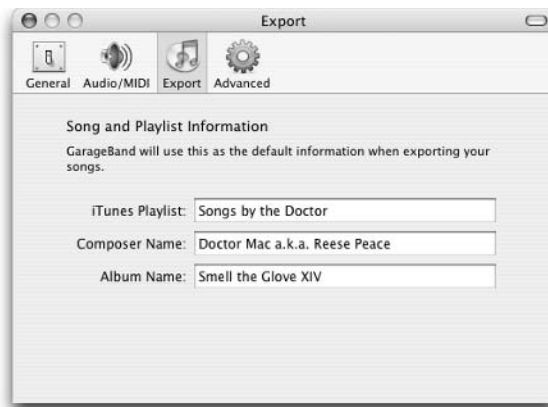 Export
General Audio/MIDI Export Advanced
Song and Playlist Information
GarageBand will use this as the default information when exporting your
songs.
iTunes Playlist: Songs by the Doctor
Composer Name: Doctor Mac a.k.a. Reese Peace
Album Name: Smell the Glove XIV